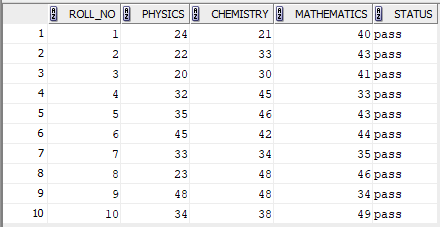 ROLL_NO PHYSICS CHEMISTRY MATHEMATICS STATUS
1 1 24 21 40 pass
2 2 22 33 43 pass
3 3 20 30 41 pass
4 4 32 45 33 pass
5 5 35 46 43 pass
6 6 45 42 44 pass
7 7 33 34 35 pass
8 8 23 48 46 pass
9 9 48 48 34 pass
10 10 34 38 49 pass